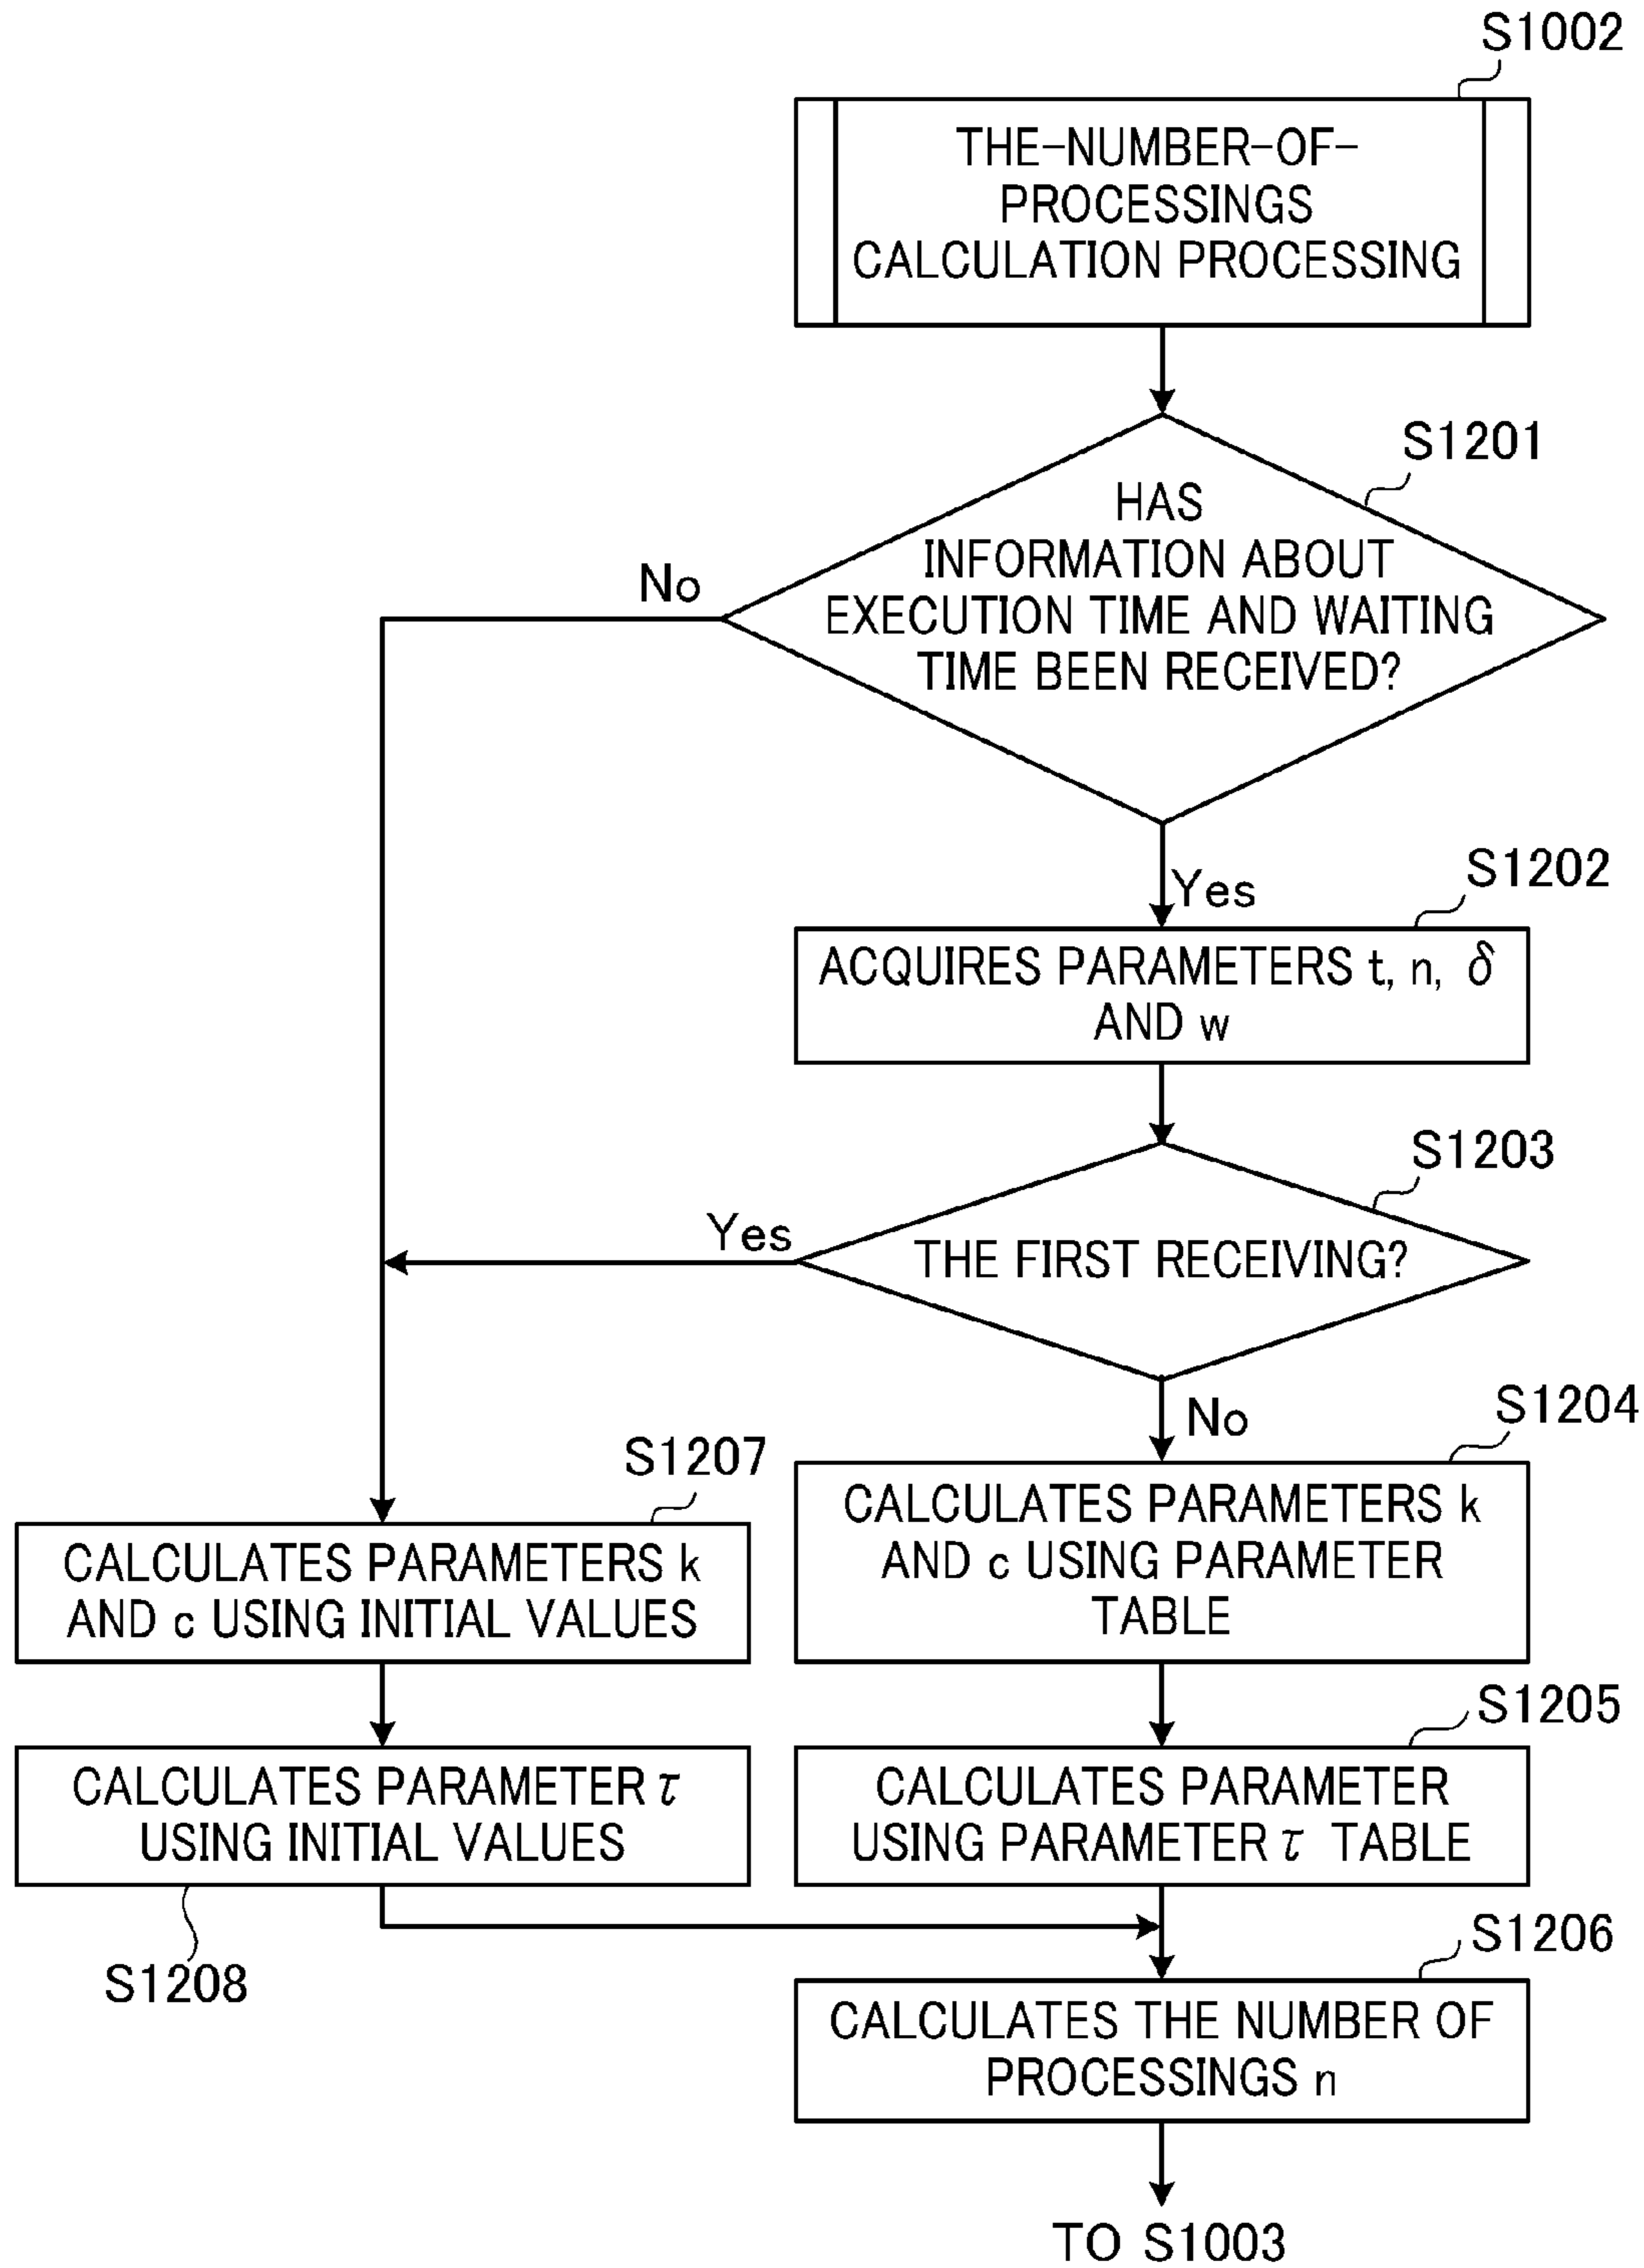 S1002
THE-NUMBER-OF-
PROCESSINGS
CALCULATION PROCESSING
S1201
HAS
INFORMATION ABOUT
EXECUTION TIME AND WAITING
TIME BEEN RECEIVED?
No
Yes
S1202
ACQUIRES PARAMETERS t, n, δ
AND w
S1203
THE FIRST RECEIVING?
Yes
No
S1204
CALCULATES PARAMETERS k
AND c USING PARAMETER
TABLE
S1207
CALCULATES PARAMETERS k
AND c USING INITIAL VALUES
S1205
CALCULATES PARAMETER
USING PARAMETER τ TABLE
CALCULATES PARAMETER τ
USING INITIAL VALUES
S1208
S1206
CALCULATES THE NUMBER OF
PROCESSINGS n
TO S1003